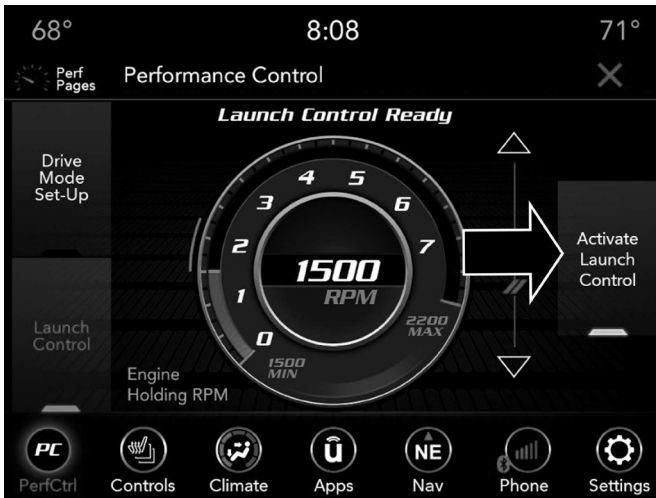 68°
8:08
71°
Perf
Pages
Performance Control
Launch Control Ready
Drive
Mode
Set-Up
4
5
3
6
2
7
1
0
1500
RPM
2200
MAX
1500
MIN
Activate
Launch
Control
Launch
Control
Engine
Holding RPM
PC
û
NE
PerfCtrl
Controls
Climate
Apps
Nav
Phone
Settings